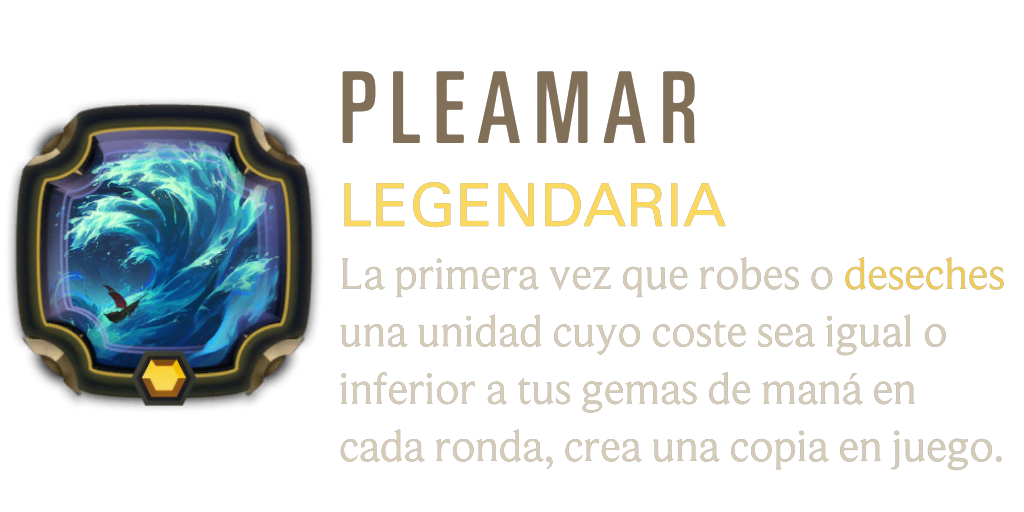 PLEAMAR
LEGENDARIA
La primera vez que robes o deseches
una unidad cuyo coste sea igual o
inferior a tus gemas de maná en
cada ronda, crea una copia en juego.